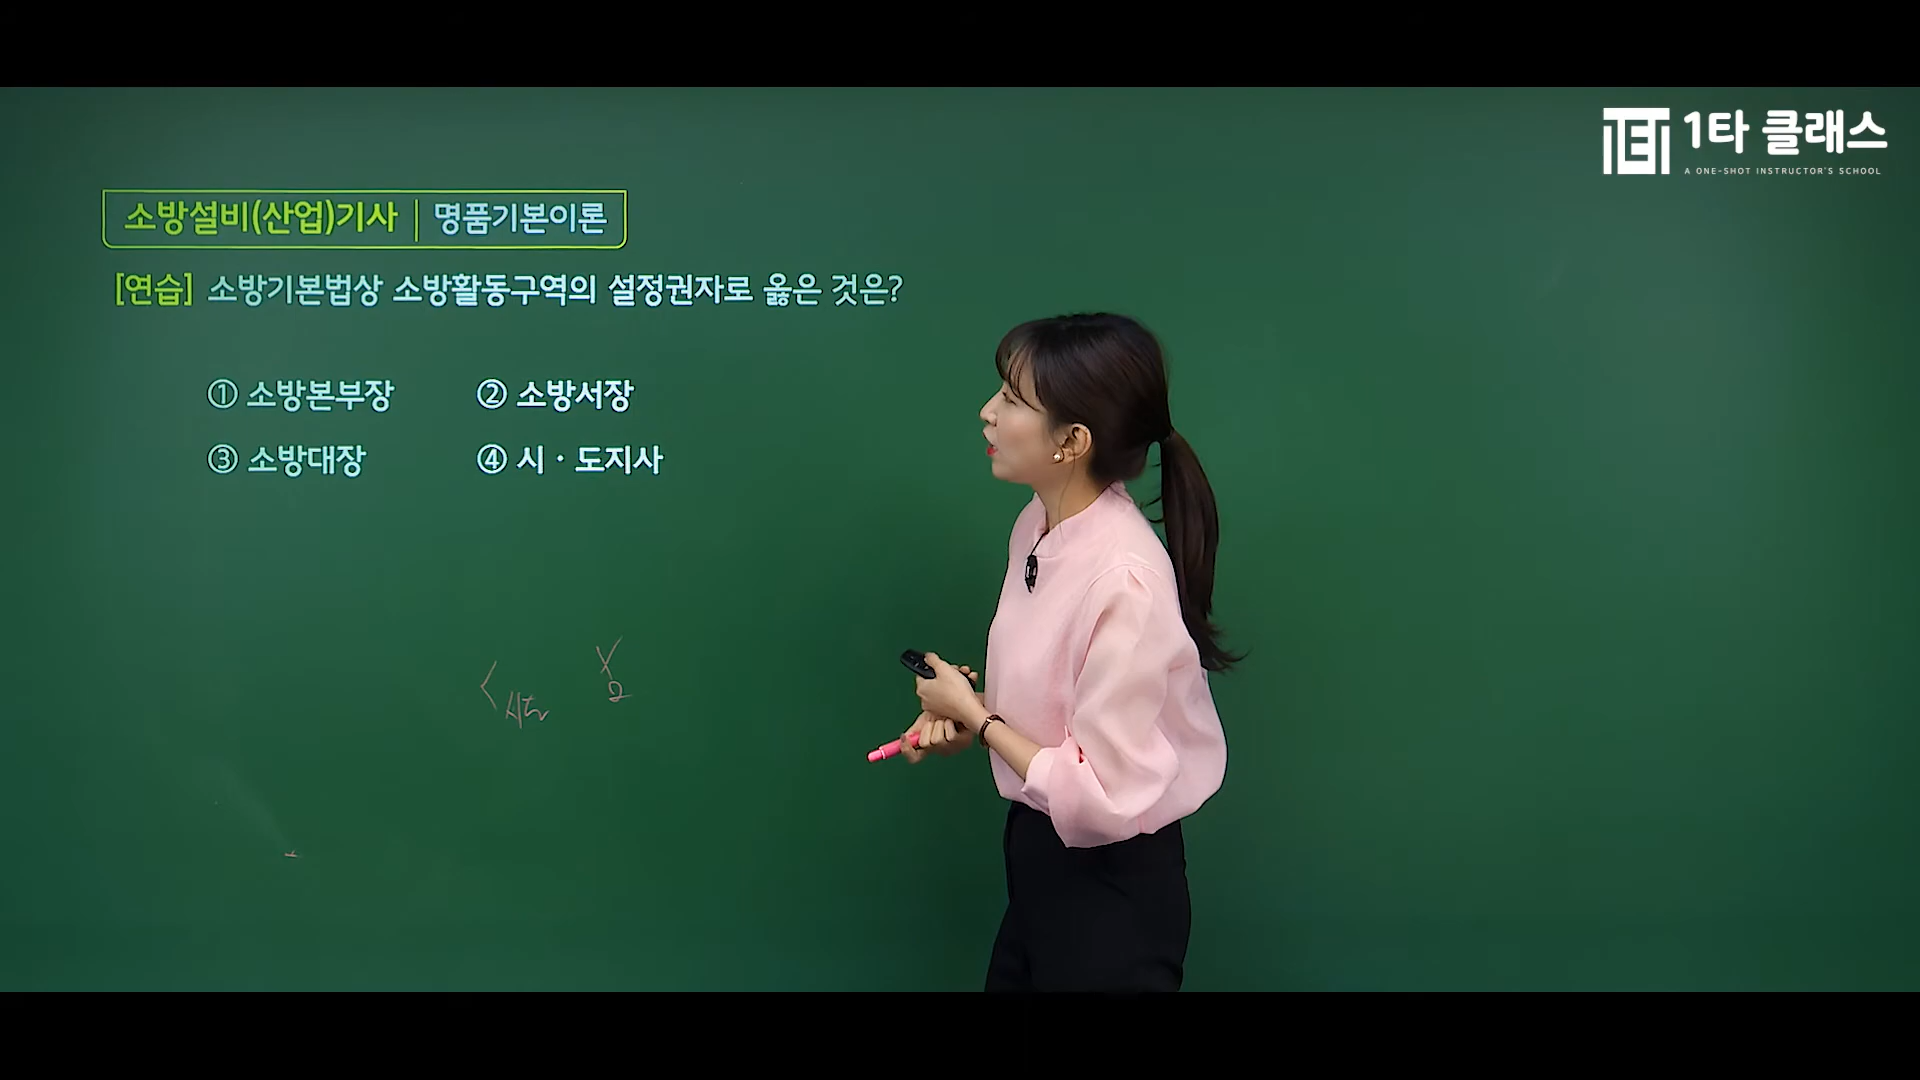 1타 클래스
A ONE-SHOT INSTRUCTOR'S SCHOOL
소방설비(산업)기사 | 명품기본이론
[연습] 소방기본법상 소방활동구역의 설정권자로 옳은 것은?
① 소방본부장 ② 소방서장
③ 소방대장 ④ 시·도지사